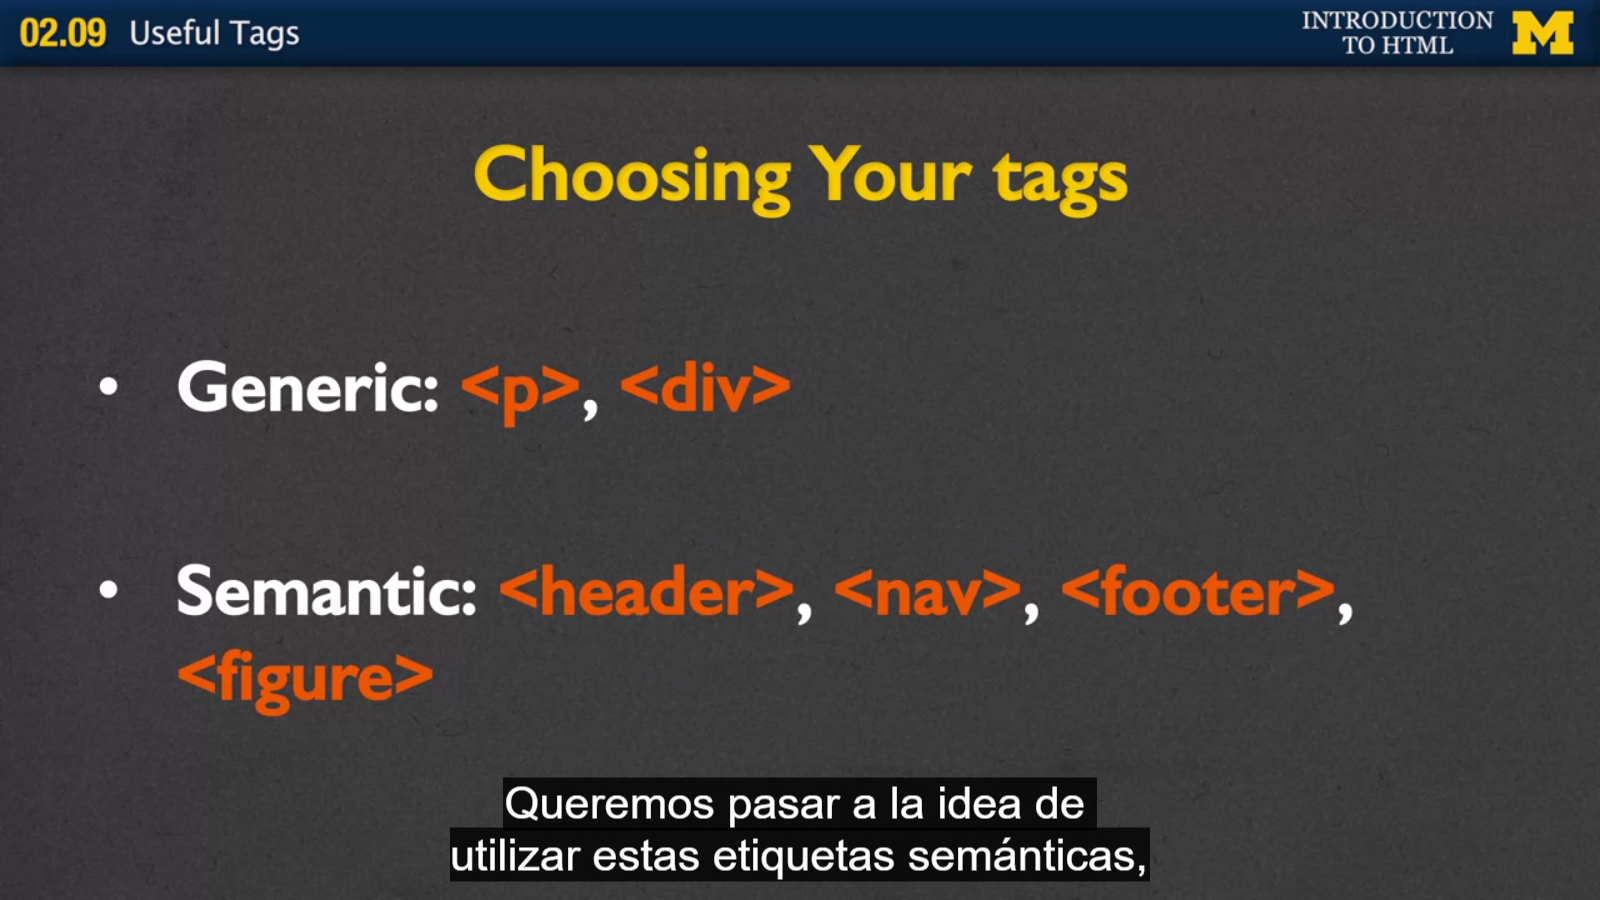 02.09 Useful Tags
INTRODUCTION
TO HTML
M
Choosing Your tags
• Generic: <p>, <div>
• Semantic: <header>, <nav>, <footer>,
<figure>
Queremos pasar a la idea de
utilizar estas etiquetas semánticas,